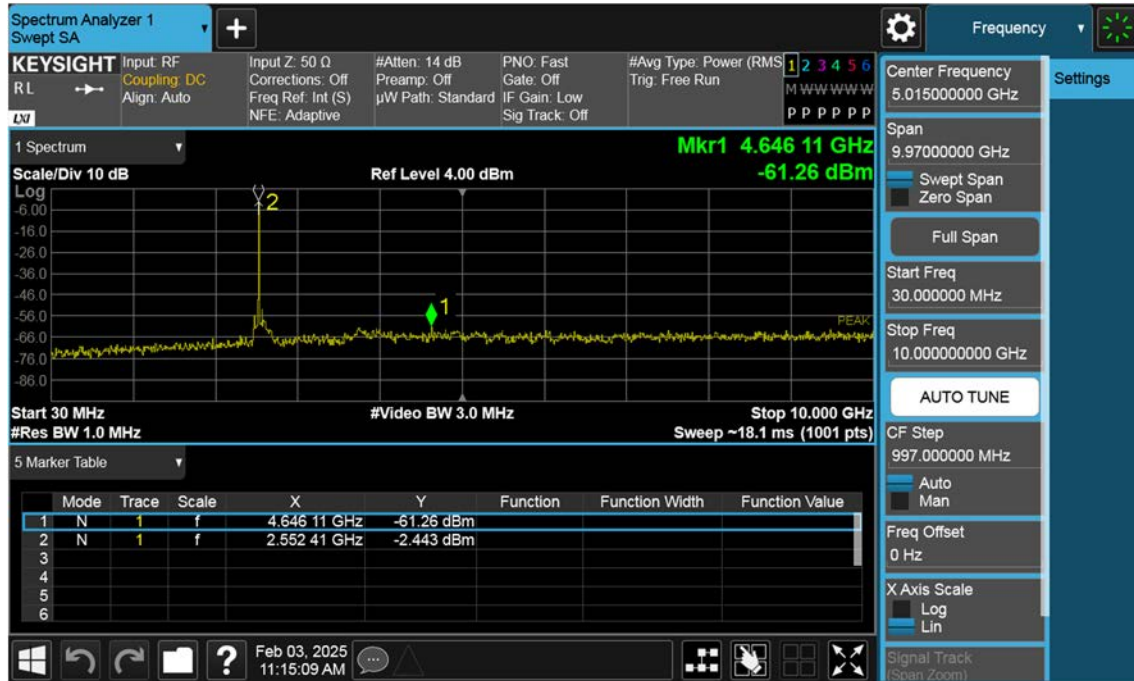 Spectrum Analyzer 1
Swept SA
+
Frequency
KEYSIGHT
RL
LXI
Input: RF
Coupling: DC
Align: Auto
Input Z: 50 Ω
Corrections: Off
Freq Ref: Int (S)
NFE: Adaptive
#Atten: 14 dB
Preamp: Off
µW Path: Standard
PNO: Fast
Gate: Off
IF Gain: Low
Sig Track: Off
#Avg Type: Power (RMS
Trig: Free Run
1 2 3 4 5 6
M W W W W W
P P P P P P
1 Spectrum
Mkr1 4.646 11 GHz
-61.26 dBm
Scale/Div 10 dB
Ref Level 4.00 dBm
Log
-6.00
-16.0
-26.0
-36.0
-46.0
-56.0
-66.0
-76.0
-86.0
2
1
PEAK
Start 30 MHz
#Video BW 3.0 MHz
Stop 10.000 GHz
#Res BW 1.0 MHz
Sweep ~18.1 ms (1001 pts)
5 Marker Table
Mode Trace Scale X Y Function Function Width Function Value
1 N 1 f 4.646 11 GHz -61.26 dBm
2 N 1 f 2.552 41 GHz -2.443 dBm
3
4
5
6
?
Feb 03, 2025
11:15:09 AM
Center Frequency
5.015000000 GHz
Settings
Span
9.97000000 GHz
Swept Span
Zero Span
Full Span
Start Freq
30.000000 MHz
Stop Freq
10.000000000 GHz
AUTO TUNE
CF Step
997.000000 MHz
Auto
Man
Freq Offset
0 Hz
X Axis Scale
Log
Lin
Signal Track
(Span Zoom)